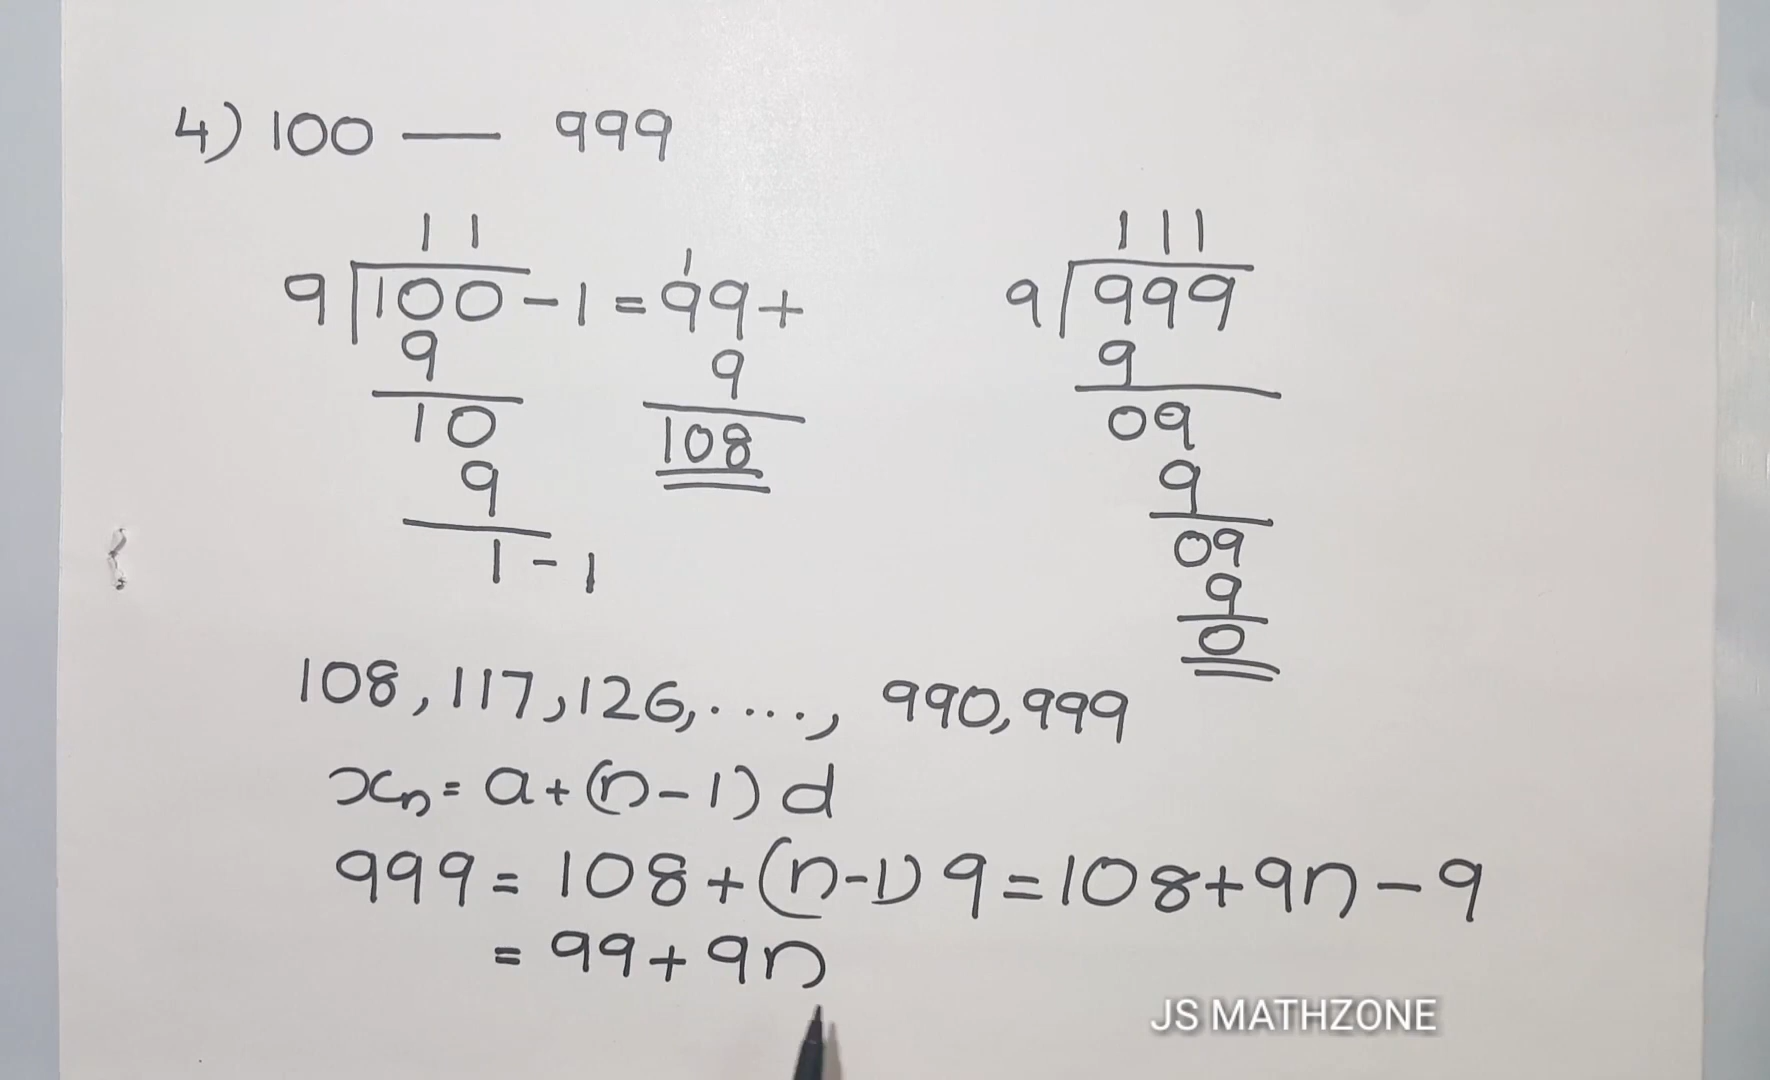 4) 100 — 999
11
9 100 - 1 = 99 +
9
10
9
1 - 1
1
9
108
111
9 999
9
09
9
09
9
0
108, 117, 126, ...., 990, 999
xn = a + (n - 1) d
999 = 108 + (n - 1) 9 = 108 + 9n - 9
= 99 + 9n
JS MATHZONE